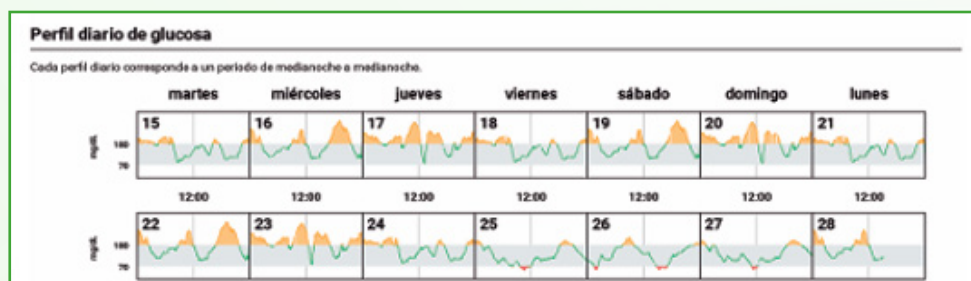 Perfil diario de glucosa
Cada perfil diario corresponde a un periodo de medianoche a medianoche.
martes miércoles jueves viernes sábado domingo lunes
15 16 17 18 19 20 21
mg/dL
180
70
12:00 12:00 12:00 12:00 12:00 12:00 12:00
22 23 24 25 26 27 28
mg/dL
180
70